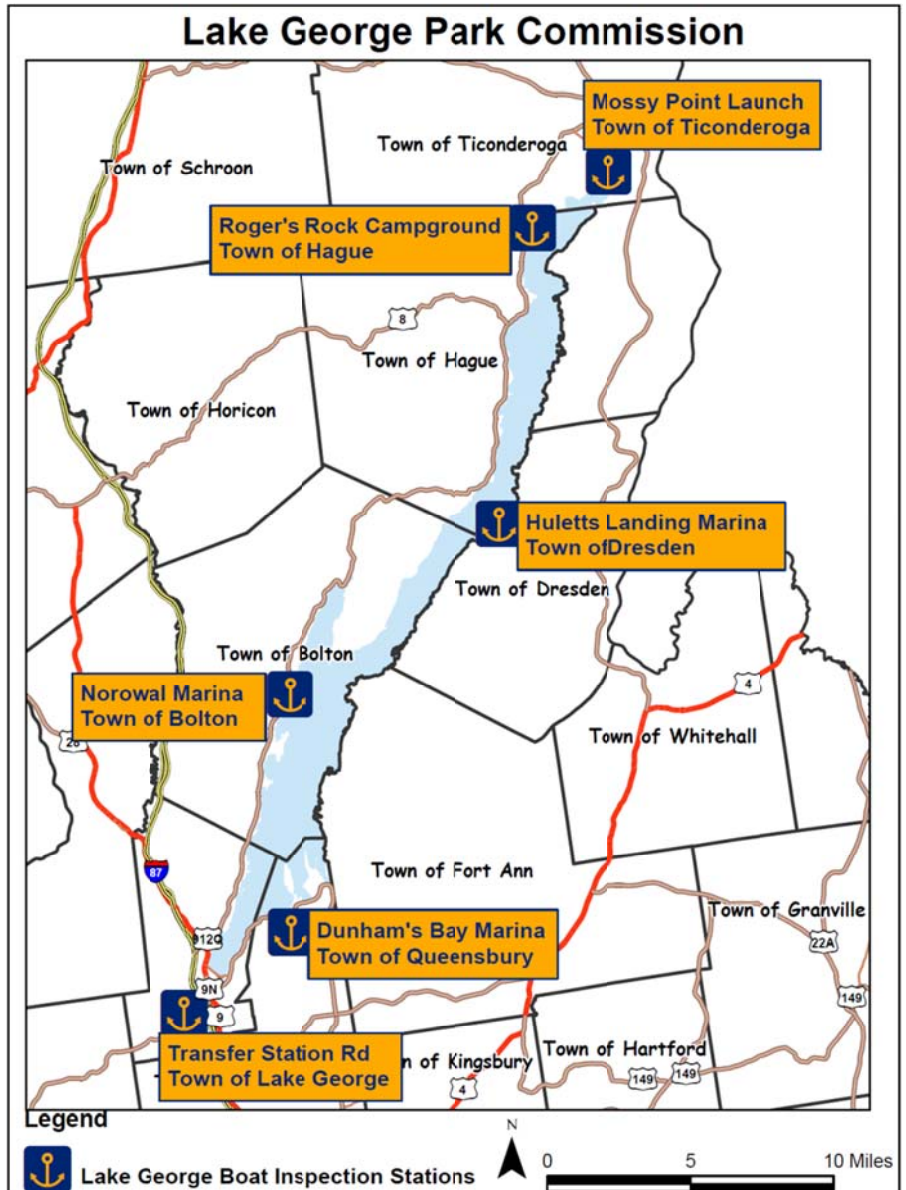 Lake George Park Commission
Mossy Point Launch
Town of Ticonderoga
Town of Ticonderoga
Town of Schroon
Roger's Rock Campground
Town of Hague
8
Town of Hague
Town of Horicon
Huletts Landing Marina
Town ofDresden
Town of Dresden
Town of Bolton
Norowal Marina
Town of Bolton
4
28
Town of Whitehall
87
Town of Fort Ann
Town of Granville
Dunham's Bay Marina
Town of Queensbury
912Q
22A
9N
149
9
Transfer Station Rd
Town of Lake George
n of Kingsbury
Town of Hartford
4
149
149
Legend
Lake George Boat Inspection Stations
N
0 5 10 Miles